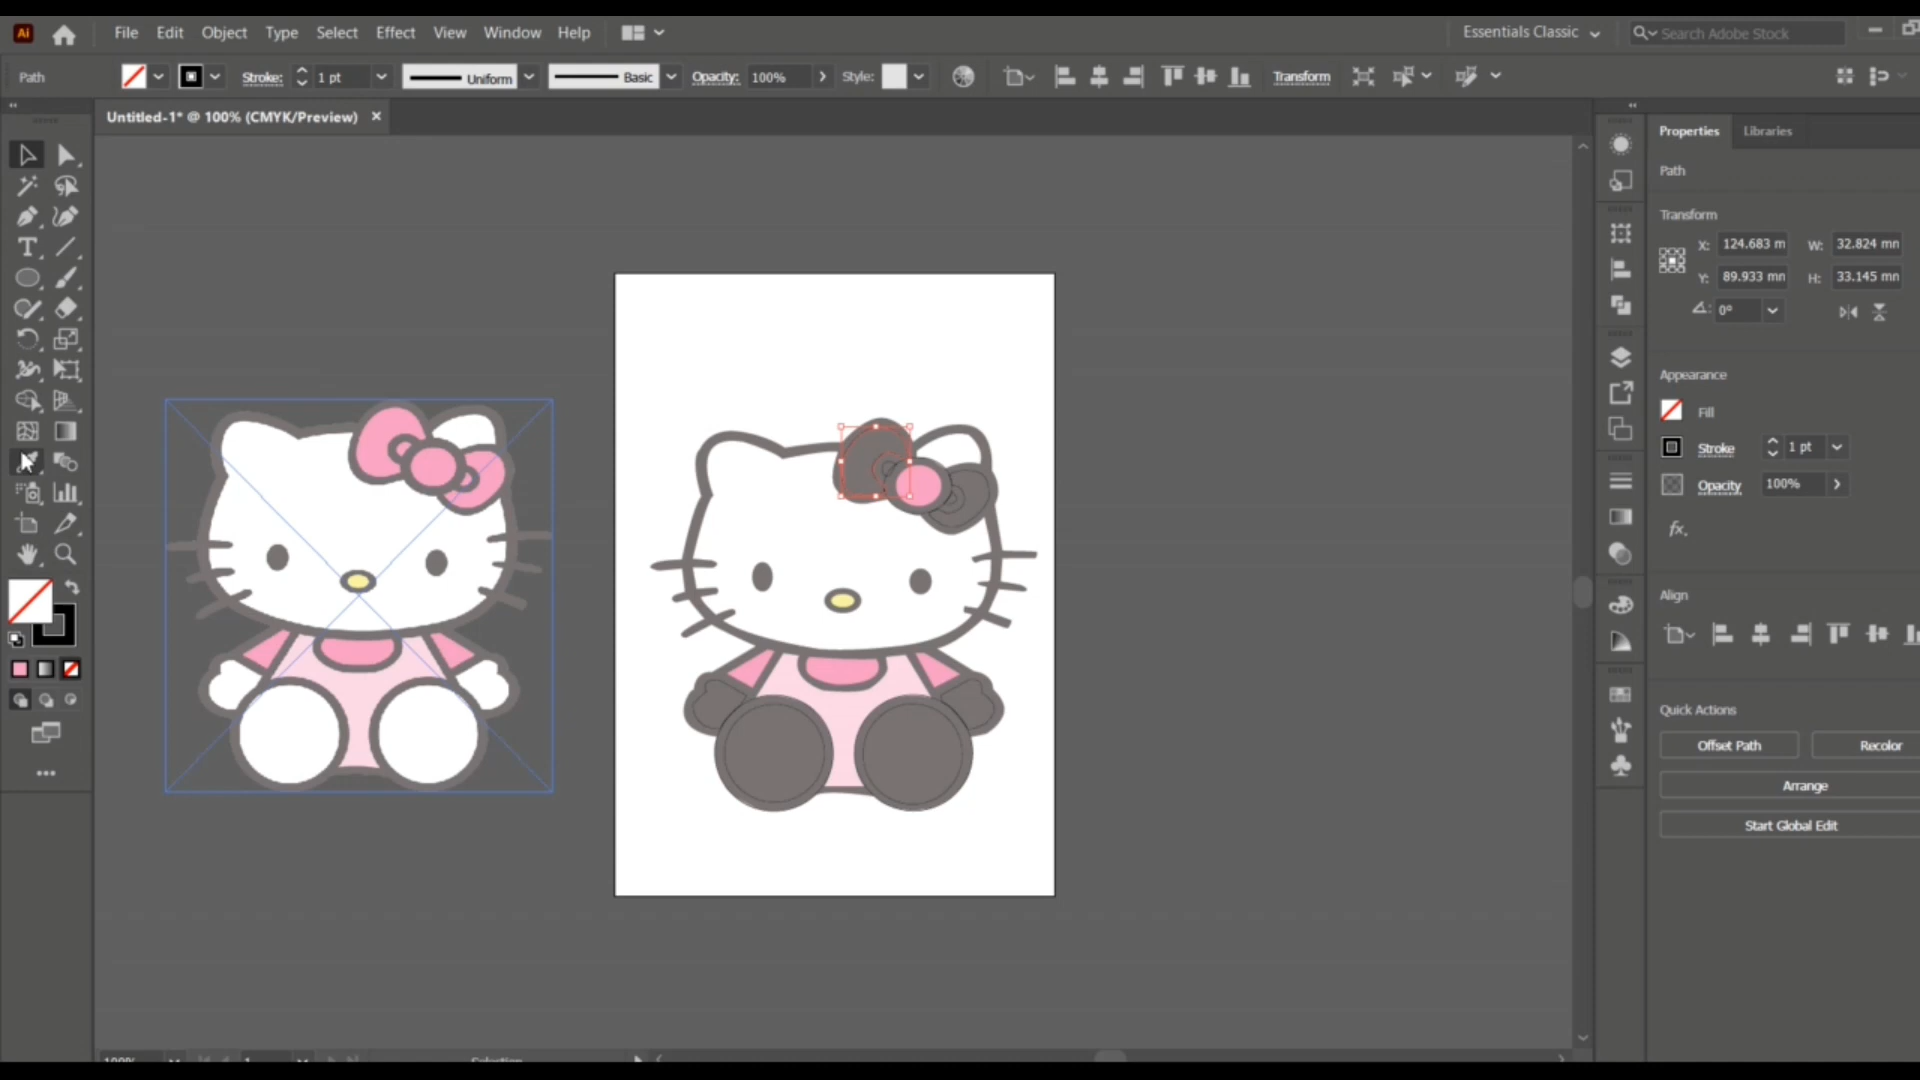 Ai File Edit Object Type Select Effect View Window Help Essentials Classic Search Adobe Stock
Path Stroke: 1 pt Uniform Basic Opacity: 100% Style: Transform
Untitled-1* @ 100% (CMYK/Preview) ×
Properties Libraries
Path
Transform
X: 124.683 m W: 32.824 mn
Y: 89.933 mn H: 33.145 mn
0°
Appearance
Fill
Stroke 1 pt
Opacity 100%
fx.
Align
Quick Actions
Offset Path Recolor
Arrange
Start Global Edit
100% 1 Selection